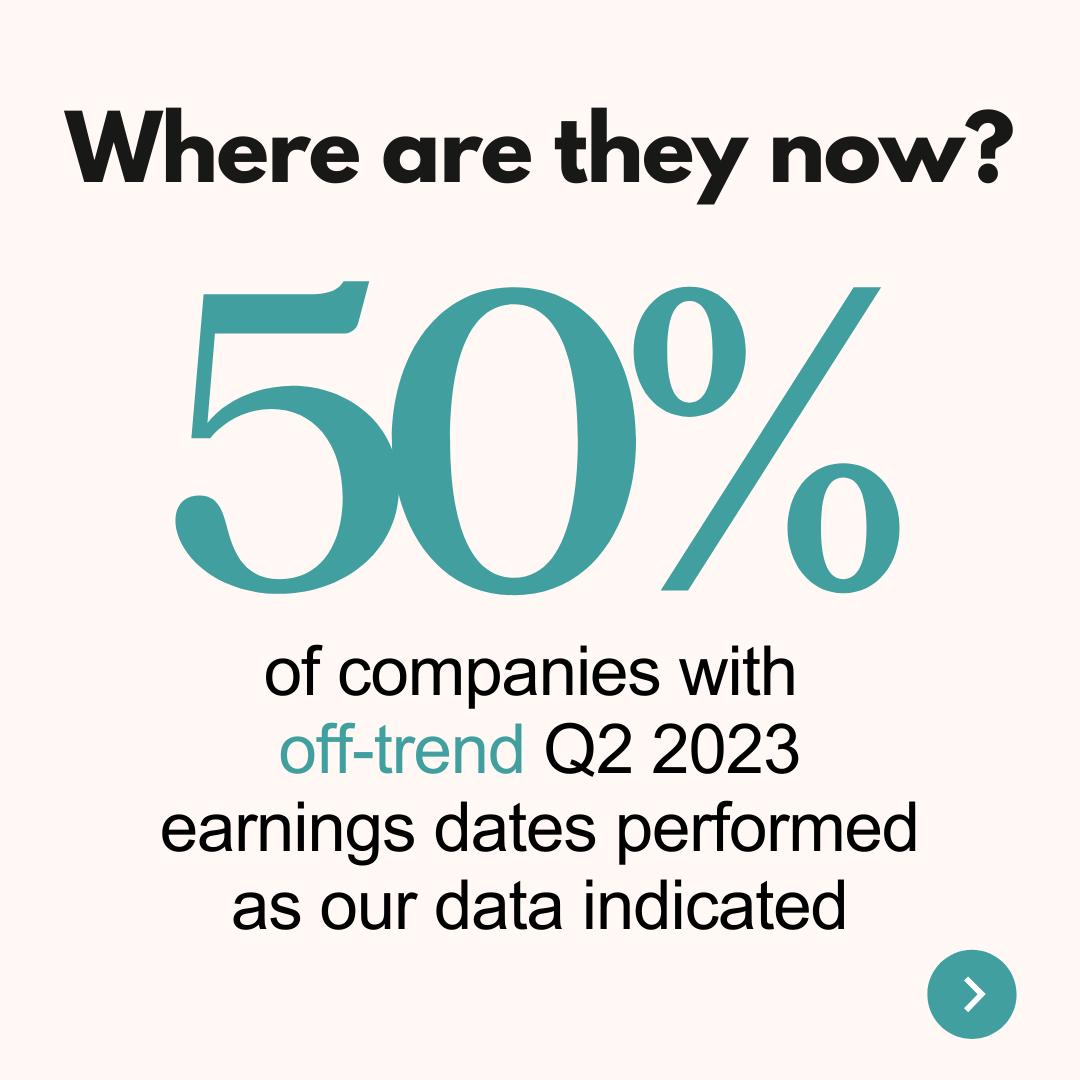 Where are they now?
50%
of companies with
off-trend Q2 2023
earnings dates performed
as our data indicated